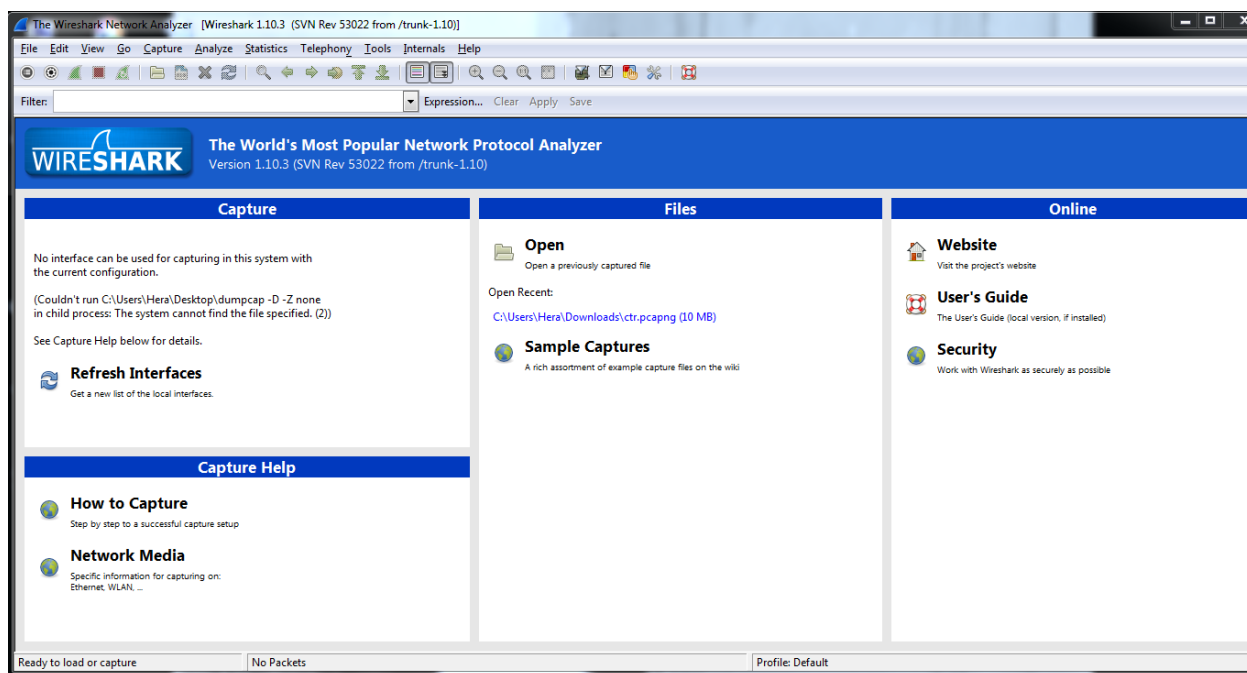 The Wireshark Network Analyzer [Wireshark 1.10.3 (SVN Rev 53022 from /trunk-1.10)]
File Edit View Go Capture Analyze Statistics Telephony Tools Internals Help
Filter: Expression... Clear Apply Save
WIRESHARK
The World's Most Popular Network Protocol Analyzer
Version 1.10.3 (SVN Rev 53022 from /trunk-1.10)
Capture
No interface can be used for capturing in this system with
the current configuration.
(Couldn't run C:\Users\Hera\Desktop\dumpcap -D -Z none
in child process: The system cannot find the file specified. (2))
See Capture Help below for details.
Refresh Interfaces
Get a new list of the local interfaces.
Capture Help
How to Capture
Step by step to a successful capture setup
Network Media
Specific information for capturing on:
Ethernet, WLAN, ...
Files
Open
Open a previously captured file
Open Recent:
C:\Users\Hera\Downloads\ctr.pcapng (10 MB)
Sample Captures
A rich assortment of example capture files on the wiki
Online
Website
Visit the project's website
User's Guide
The User's Guide (local version, if installed)
Security
Work with Wireshark as securely as possible
Ready to load or capture
No Packets
Profile: Default